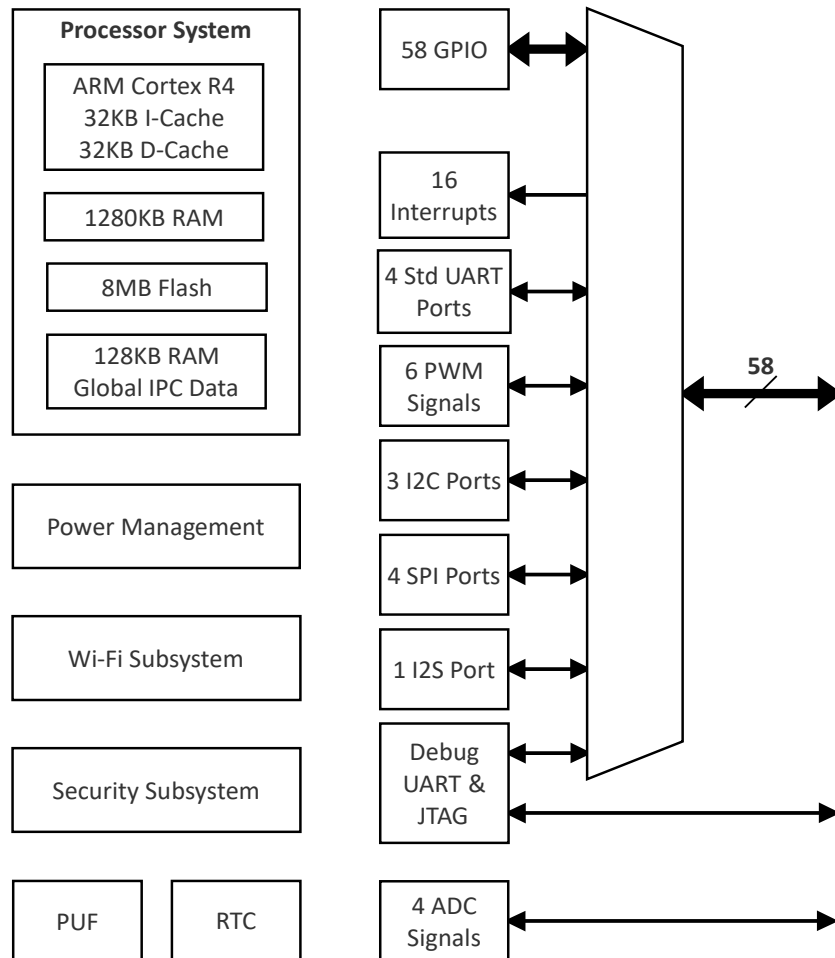 Processor System
ARM Cortex R4
32KB I-Cache
32KB D-Cache
1280KB RAM
8MB Flash
128KB RAM
Global IPC Data
Power Management
Wi-Fi Subsystem
Security Subsystem
PUF
RTC
58 GPIO
16
Interrupts
4 Std UART
Ports
6 PWM
Signals
3 I2C Ports
4 SPI Ports
1 I2S Port
Debug
UART &
JTAG
4 ADC
Signals
58